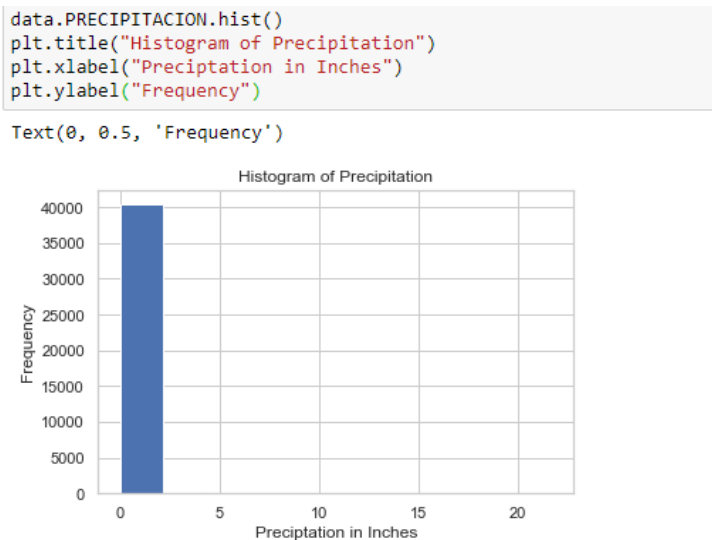 data.PRECIPITACION.hist()
plt.title("Histogram of Precipitation")
plt.xlabel("Preciptation in Inches")
plt.ylabel("Frequency")
Text(0, 0.5, 'Frequency')
Histogram of Precipitation
40000
35000
30000
25000
20000
15000
10000
5000
0
Frequency
0 5 10 15 20
Preciptation in Inches